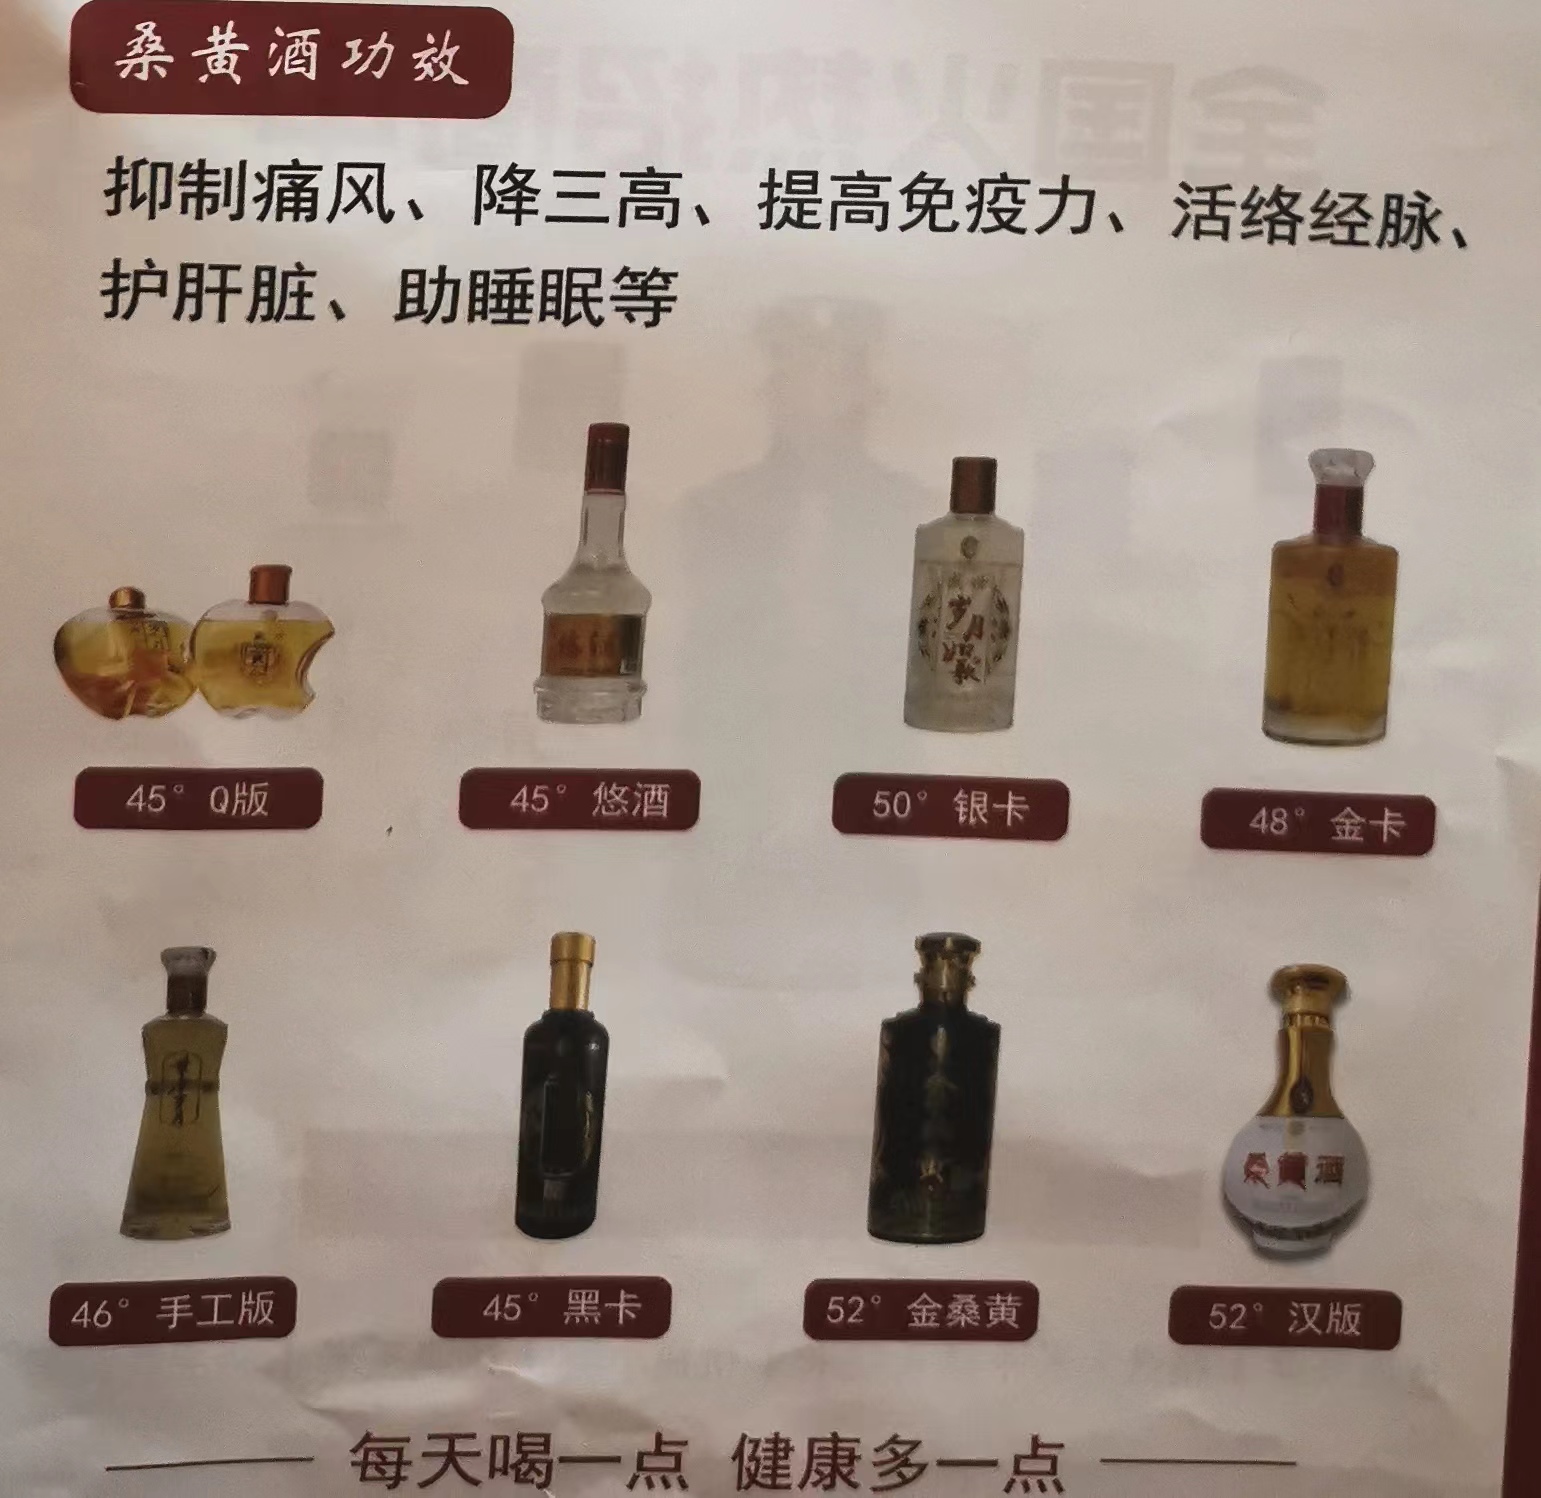 桑黄酒功效
抑制痛风、降三高、提高免疫力、活络经脉、
护肝脏、助睡眠等
岁月
45° Q版
45° 悠酒
50° 银卡
48° 金卡
桑黄酒
46° 手工版
45° 黑卡
52° 金桑黄
52° 汉版
每天喝一点 健康多一点